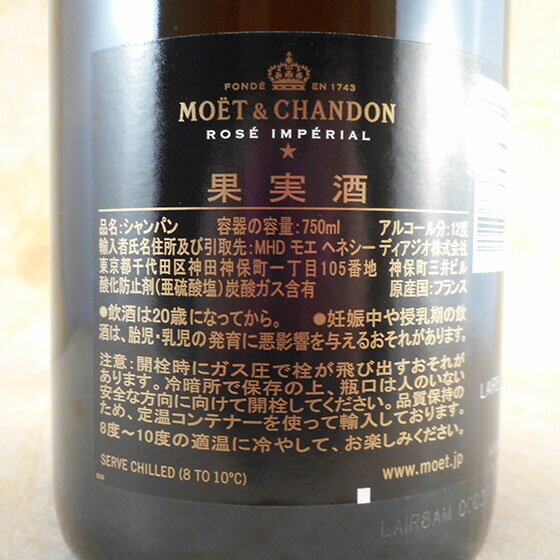 FONDÉ EN 1743
MOËT & CHANDON
ROSÉ IMPÉRIAL
果実酒
品名:シャンパン 容器の容量:750ml アルコール分:12度
輸入者氏名住所及び引取先:MHD モエ ヘネシー ディアジオ株式会社
東京都千代田区神田神保町一丁目105番地 神保町三井ビル
酸化防止剤(亜硫酸塩)炭酸ガス含有 原産国:フランス
●飲酒は20歳になってから。 ●妊娠中や授乳期の飲
酒は、胎児・乳児の発育に悪影響を与えるおそれがあります。
注意:開栓時にガス圧で栓が飛び出すおそれが
あります。冷暗所で保存の上、瓶口は人のいない
安全な方向に向けて開栓してください。品質保持の
ため、定温コンテナーを使って輸入しております。
8度〜10度の適温に冷やして、お楽しみください。
SERVE CHILLED (8 TO 10°C)
www.moet.jp